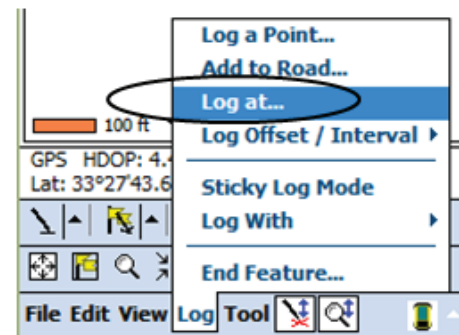 Log a Point...
Add to Road...
Log at...
100 ft
Log Offset / Interval
GPS HDOP: 4.
Lat: 33°27'43.6
Sticky Log Mode
Log With
End Feature...
File Edit View Log Tool